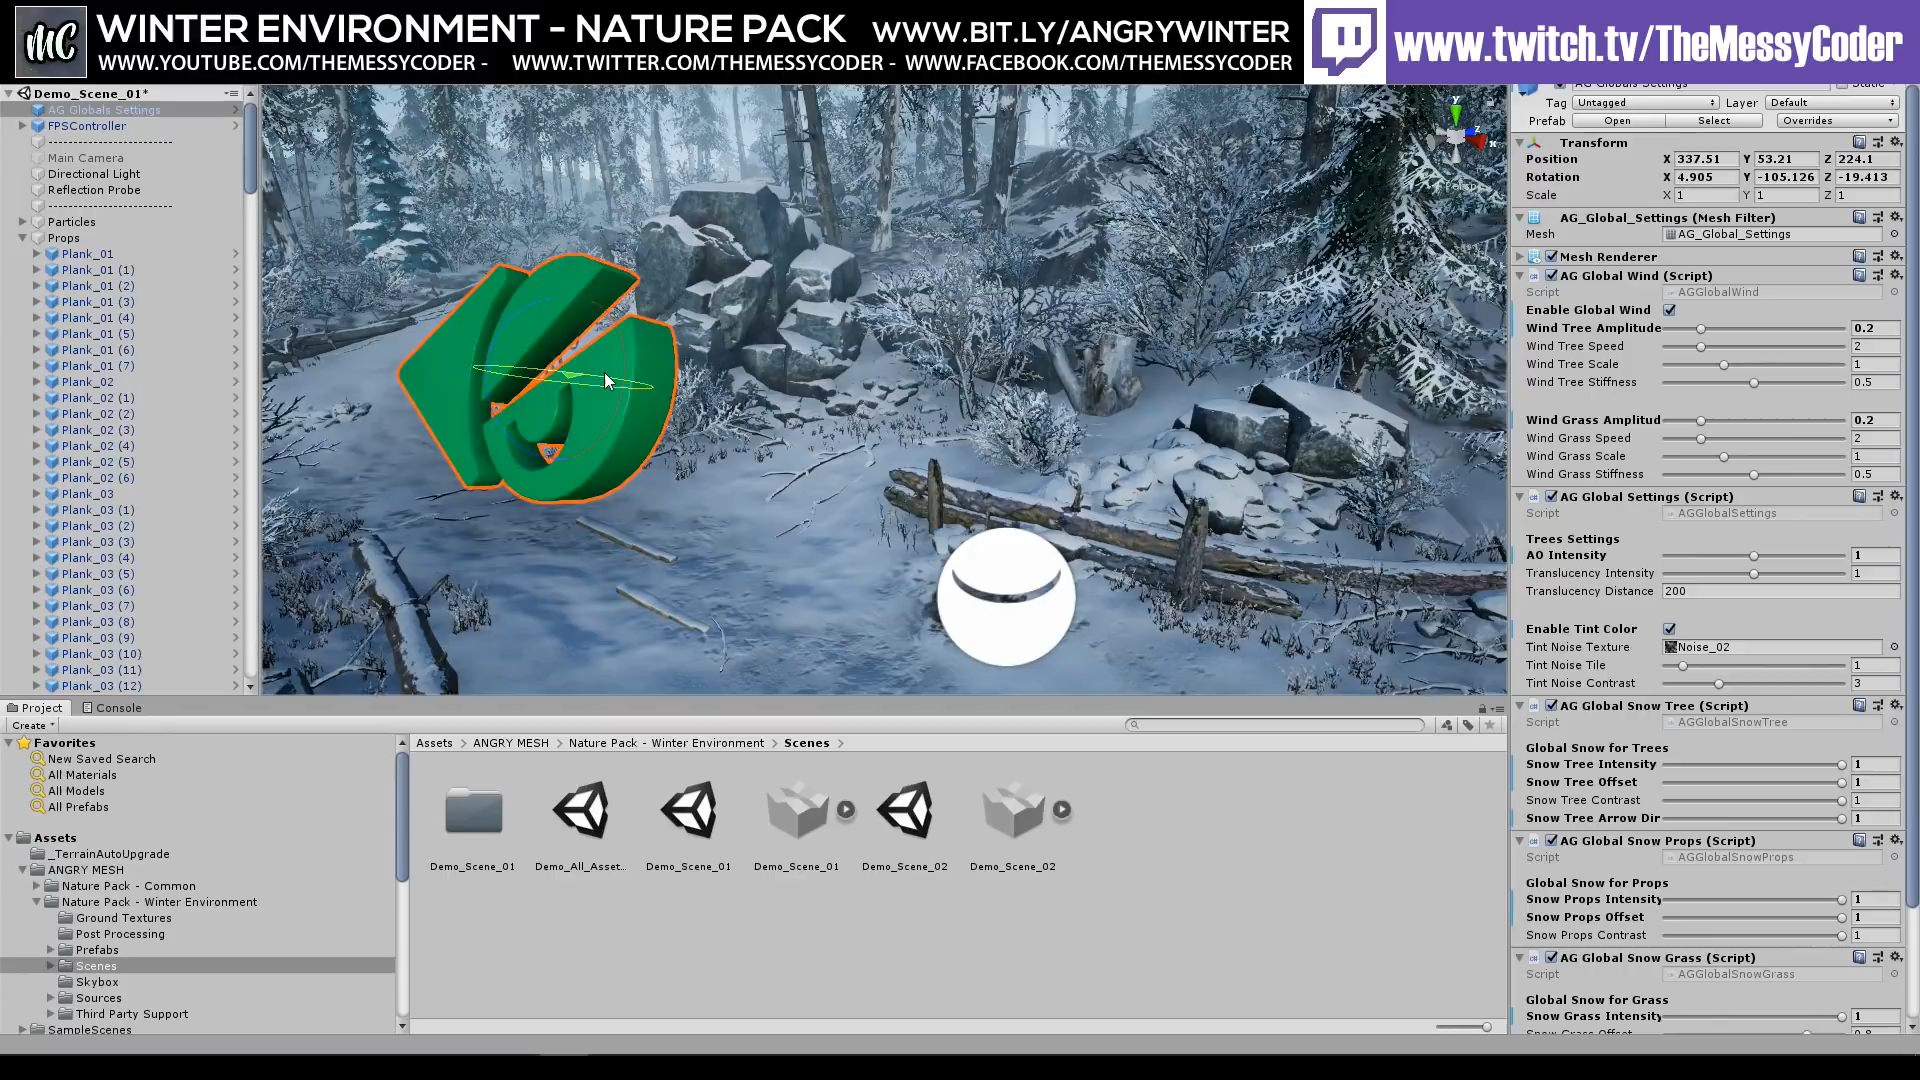 MC
WINTER ENVIRONMENT - NATURE PACK
WWW.BIT.LY/ANGRYWINTER
www.twitch.tv/TheMessyCoder
WWW.YOUTUBE.COM/THEMESSYCODER - WWW.TWITTER.COM/THEMESSYCODER - WWW.FACEBOOK.COM/THEMESSYCODER
Demo_Scene_01*
AG Globals Settings
FPSController
------------------------
Main Camera
Directional Light
Reflection Probe
------------------------
Particles
Props
Plank_01
Plank_01 (1)
Plank_01 (2)
Plank_01 (3)
Plank_01 (4)
Plank_01 (5)
Plank_01 (6)
Plank_01 (7)
Plank_02
Plank_02 (1)
Plank_02 (2)
Plank_02 (3)
Plank_02 (4)
Plank_02 (5)
Plank_02 (6)
Plank_03
Plank_03 (1)
Plank_03 (2)
Plank_03 (3)
Plank_03 (4)
Plank_03 (5)
Plank_03 (6)
Plank_03 (7)
Plank_03 (8)
Plank_03 (9)
Plank_03 (10)
Plank_03 (11)
Plank_03 (12)
y
z
x
Persp
AG Globals Settings Static
Tag Untagged Layer Default
Prefab Open Select Overrides
Transform
Position X 337.51 Y 53.21 Z 224.1
Rotation X 4.905 Y -105.126 Z -19.413
Scale X 1 Y 1 Z 1
AG_Global_Settings (Mesh Filter)
Mesh AG_Global_Settings
Mesh Renderer
AG Global Wind (Script)
Script AGGlobalWind
Enable Global Wind
Wind Tree Amplitude 0.2
Wind Tree Speed 2
Wind Tree Scale 1
Wind Tree Stiffness 0.5
Wind Grass Amplitud 0.2
Wind Grass Speed 2
Wind Grass Scale 1
Wind Grass Stiffness 0.5
AG Global Settings (Script)
Script AGGlobalSettings
Trees Settings
AO Intensity 1
Translucency Intensity 1
Translucency Distance 200
Enable Tint Color
Tint Noise Texture Noise_02
Tint Noise Tile 1
Tint Noise Contrast 3
AG Global Snow Tree (Script)
Script AGGlobalSnowTree
Global Snow for Trees
Snow Tree Intensity 1
Snow Tree Offset 1
Snow Tree Contrast 1
Snow Tree Arrow Dir 1
AG Global Snow Props (Script)
Script AGGlobalSnowProps
Global Snow for Props
Snow Props Intensity 1
Snow Props Offset 1
Snow Props Contrast 1
AG Global Snow Grass (Script)
Script AGGlobalSnowGrass
Global Snow for Grass
Snow Grass Intensity 1
Snow Grass Offset 0.8
Project Console
Create
Favorites
New Saved Search
All Materials
All Models
All Prefabs
Assets
_TerrainAutoUpgrade
ANGRY MESH
Nature Pack - Common
Nature Pack - Winter Environment
Ground Textures
Post Processing
Prefabs
Scenes
Skybox
Sources
Third Party Support
SampleScenes
Assets > ANGRY MESH > Nature Pack - Winter Environment > Scenes >
Demo_Scene_01 Demo_All_Asset... Demo_Scene_01 Demo_Scene_01 Demo_Scene_02 Demo_Scene_02